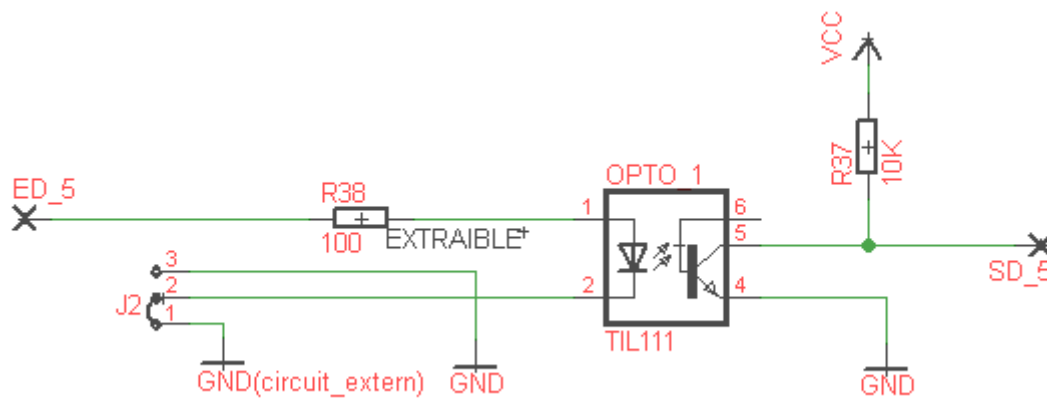 VCC
R37
10K
OPTO_1
ED_5
R38
1
6
100
EXTRAIBLE
5
SD_5
3
2
2
4
J2
1
TIL111
GND(circuit_extern)
GND
GND